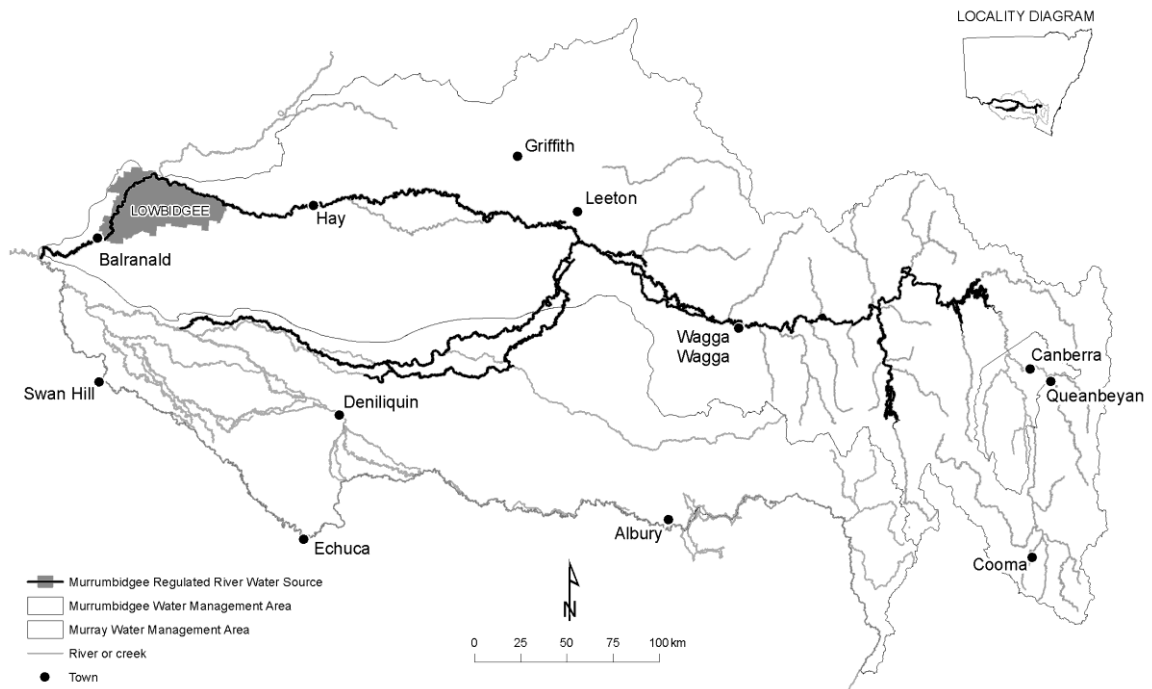 LOCALITY DIAGRAM
Griffith
Leeton
LOWBIDGEE
Hay
Balranald
Wagga
Wagga
Canberra
Queanbeyan
Swan Hill
Deniliquin
Albury
Echuca
Cooma
Murrumbidgee Regulated River Water Source
Murrumbidgee Water Management Area
Murray Water Management Area
River or creek
Town
N
0 25 50 75 100 km